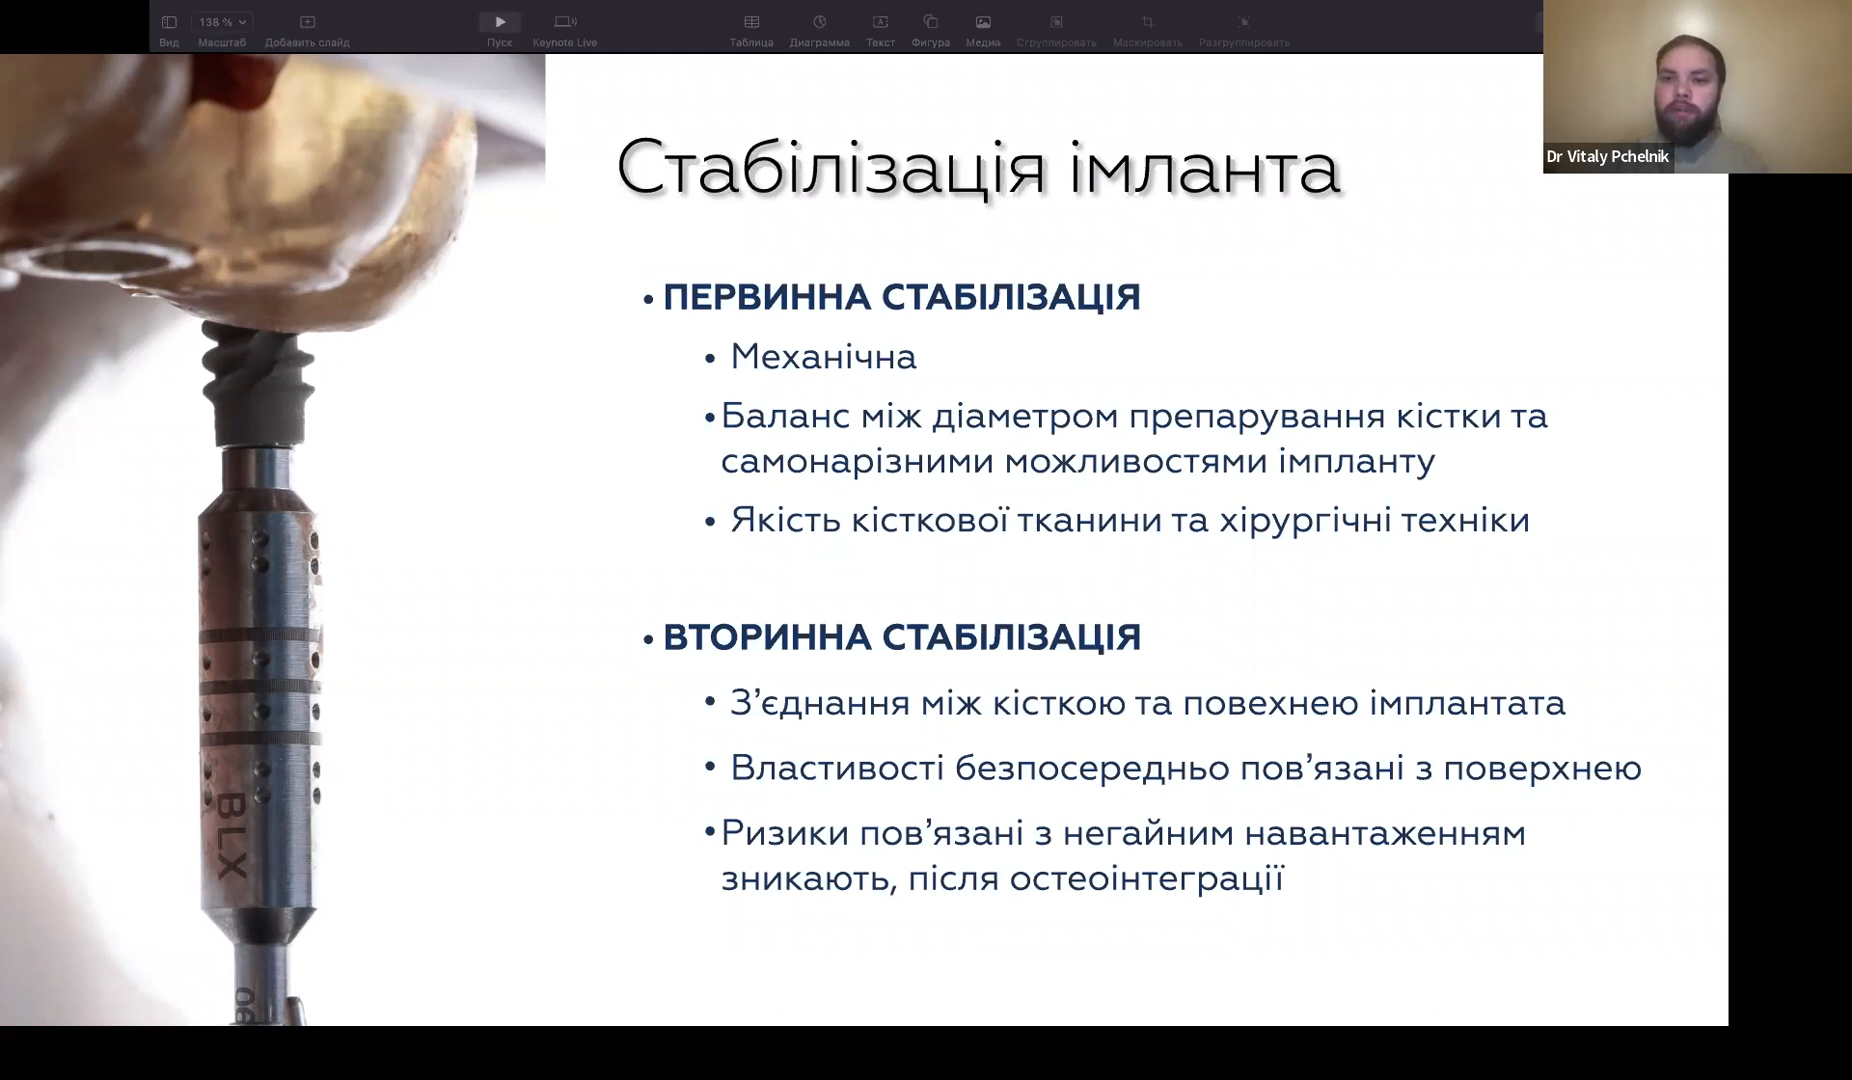 138 %
Вид
Масштаб
Добавить слайд
Пуск
Keynote Live
Таблица
Диаграмма
Текст
Фигура
Медиа
Сгруппировать
Маскировать
Разгруппировать
Dr Vitaly Pchelnik
Стабілізація імланта
• ПЕРВИННА СТАБІЛІЗАЦІЯ
• Механічна
• Баланс між діаметром препарування кістки та
самонарізними можливостями імпланту
• Якість кісткової тканини та хірургічні техніки
• ВТОРИННА СТАБІЛІЗАЦІЯ
• З’єднання між кісткою та повехнею імплантата
• Властивості безпосередньо пов’язані з поверхнею
• Ризики пов’язані з негайним навантаженням
зникають, після остеоінтеграції
BLX